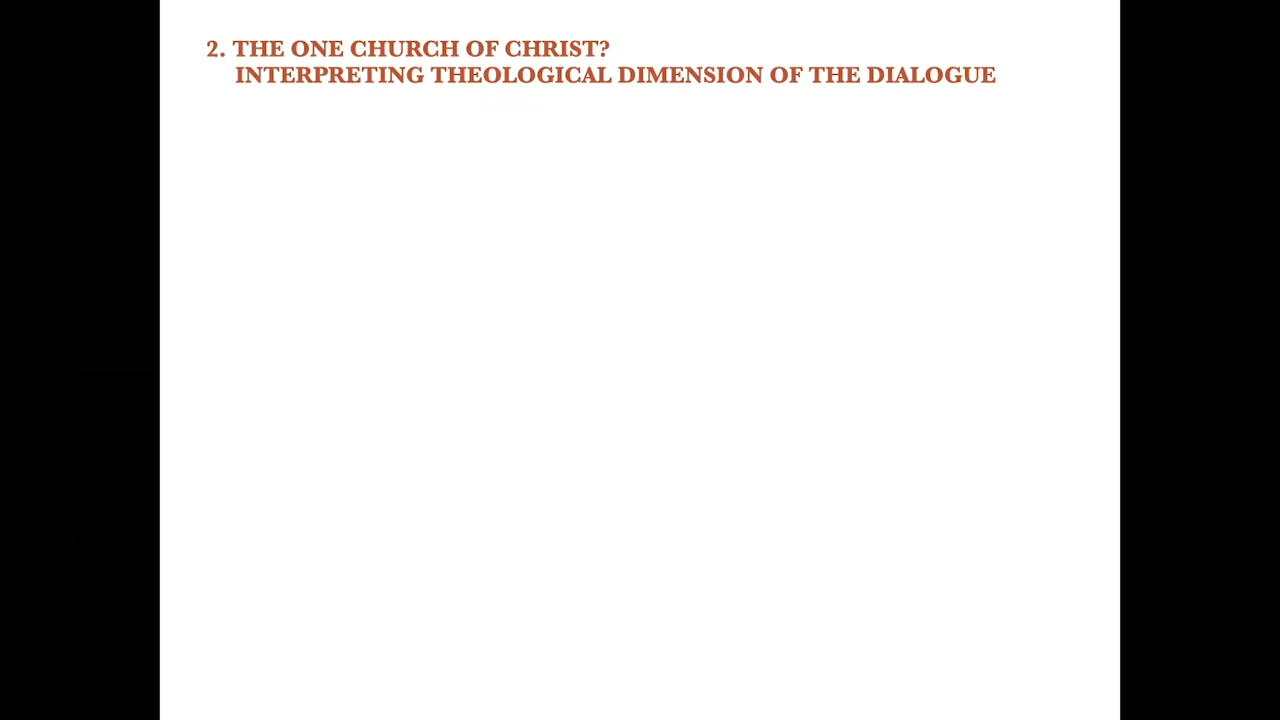 2. THE ONE CHURCH OF CHRIST?
INTERPRETING THEOLOGICAL DIMENSION OF THE DIALOGUE